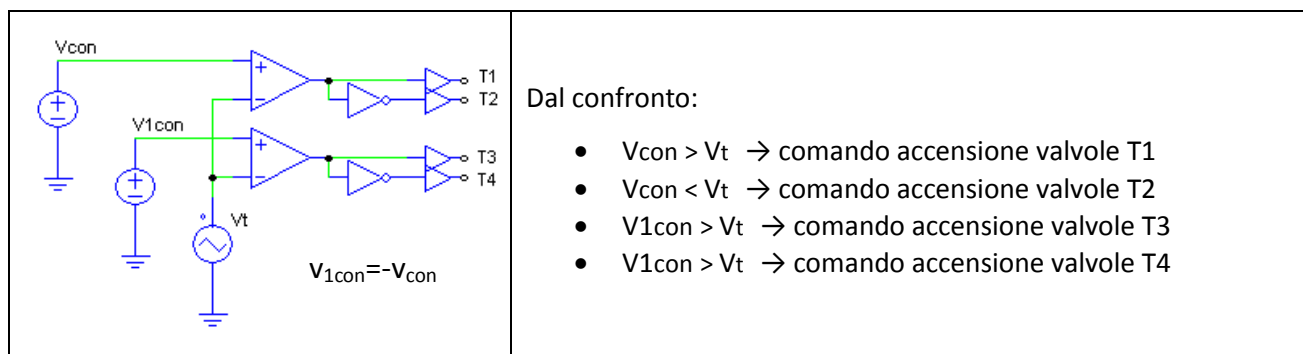 Vcon
V1con
Vt
T1
T2
T3
T4
v1con=-vcon
Dal confronto:
• Vcon > Vt → comando accensione valvole T1
• Vcon < Vt → comando accensione valvole T2
• V1con > Vt → comando accensione valvole T3
• V1con > Vt → comando accensione valvole T4